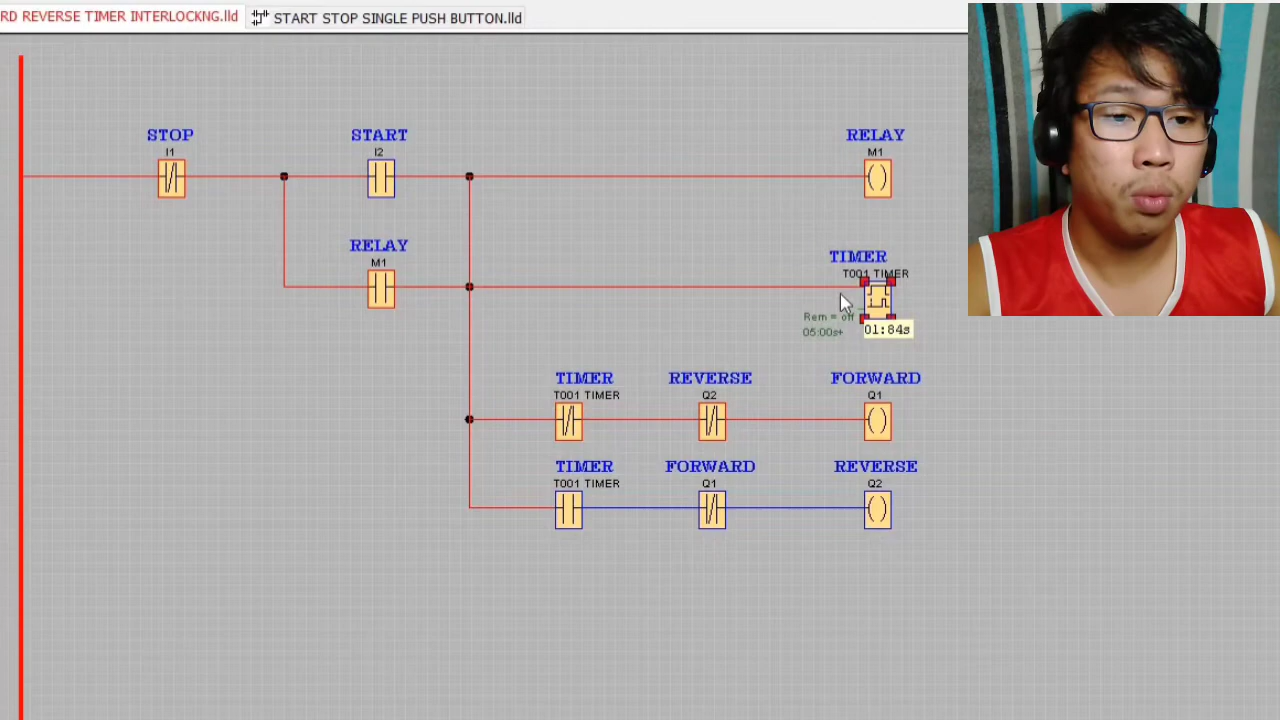 RD REVERSE TIMER INTERLOCKNG.lld
START STOP SINGLE PUSH BUTTON.lld
STOP
I1
START
I2
RELAY
M1
RELAY
M1
TIMER
T001 TIMER
Rem = off
05:00s+
01:84s
TIMER
T001 TIMER
REVERSE
Q2
FORWARD
Q1
TIMER
T001 TIMER
FORWARD
Q1
REVERSE
Q2